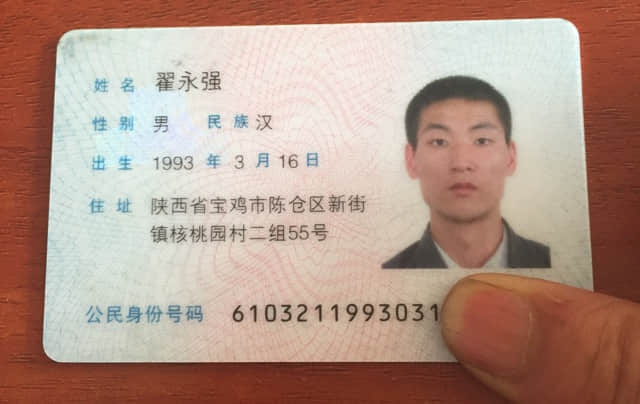 姓名 翟永强
性别 男 民族 汉
出生 1993 年 3 月 16 日
住址 陕西省宝鸡市陈仓区新街
镇核桃园村二组55号
公民身份号码 6103211993031